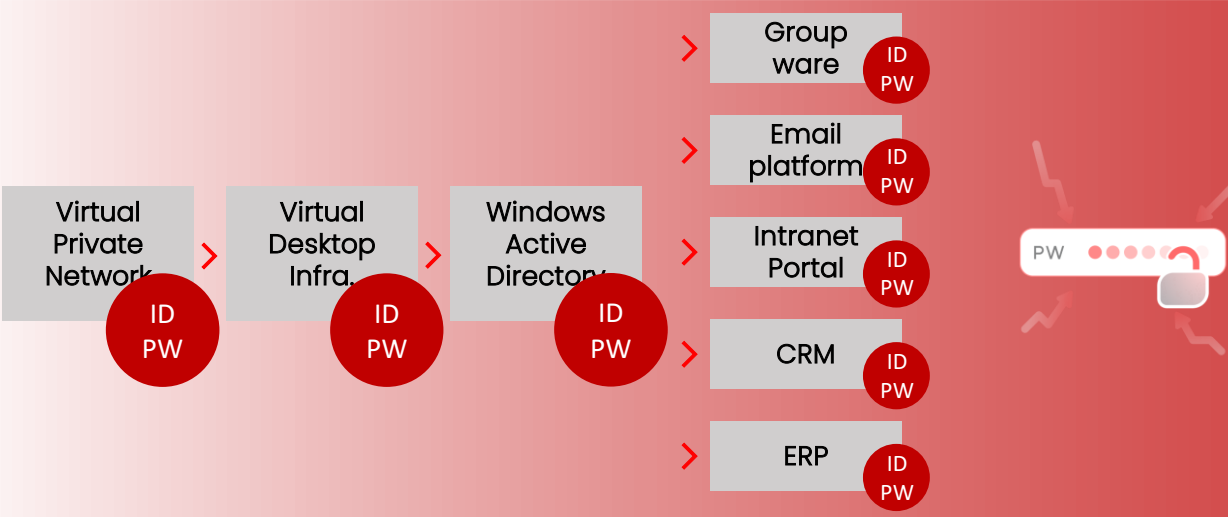 Virtual
Private
Network
ID
PW
Virtual
Desktop
Infra.
ID
PW
Windows
Active
Directory
ID
PW
Group
ware
ID
PW
Email
platform
ID
PW
Intranet
Portal
ID
PW
CRM
ID
PW
ERP
ID
PW
PW